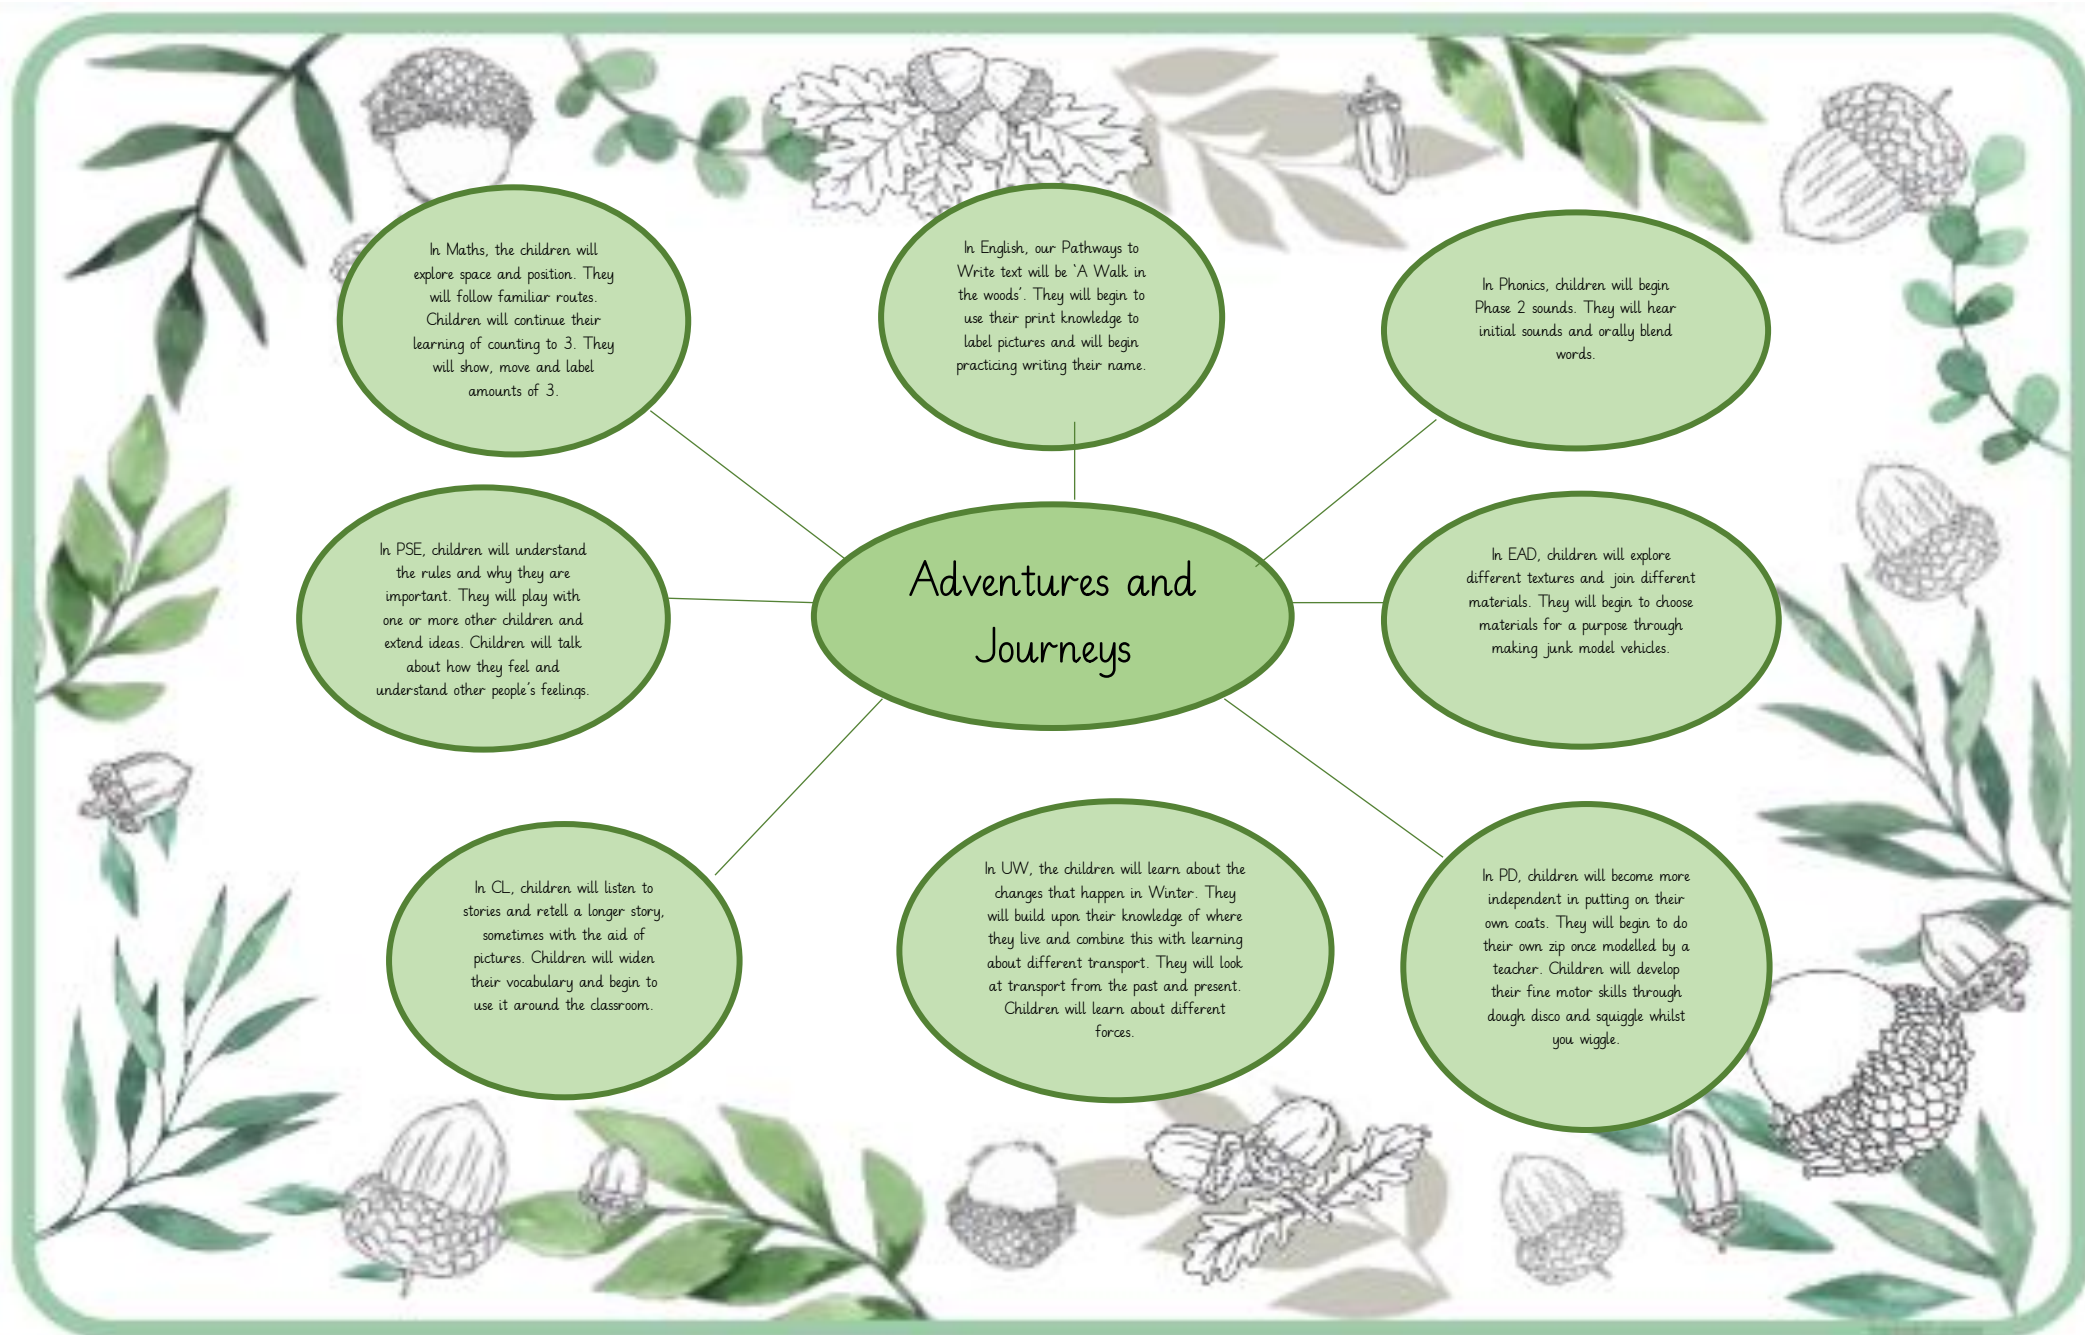 In Maths, the children will
explore space and position. They
will follow familiar routes.
Children will continue their
learning of counting to 3. They
will show, move and label
amounts of 3.
In English, our Pathways to
Write text will be ‘A Walk in
the woods’. They will begin to
use their print knowledge to
label pictures and will begin
practicing writing their name.
In Phonics, children will begin
Phase 2 sounds. They will hear
initial sounds and orally blend
words.
In PSE, children will understand
the rules and why they are
important. They will play with
one or more other children and
extend ideas. Children will talk
about how they feel and
understand other people’s feelings.
Adventures and
Journeys
In EAD, children will explore
different textures and join different
materials. They will begin to choose
materials for a purpose through
making junk model vehicles.
In CL, children will listen to
stories and retell a longer story,
sometimes with the aid of
pictures. Children will widen
their vocabulary and begin to
use it around the classroom.
In UW, the children will learn about the
changes that happen in Winter. They
will build upon their knowledge of where
they live and combine this with learning
about different transport. They will look
at transport from the past and present.
Children will learn about different
forces.
In PD, children will become more
independent in putting on their
own coats. They will begin to do
their own zip once modelled by a
teacher. Children will develop
their fine motor skills through
dough disco and squiggle whilst
you wiggle.